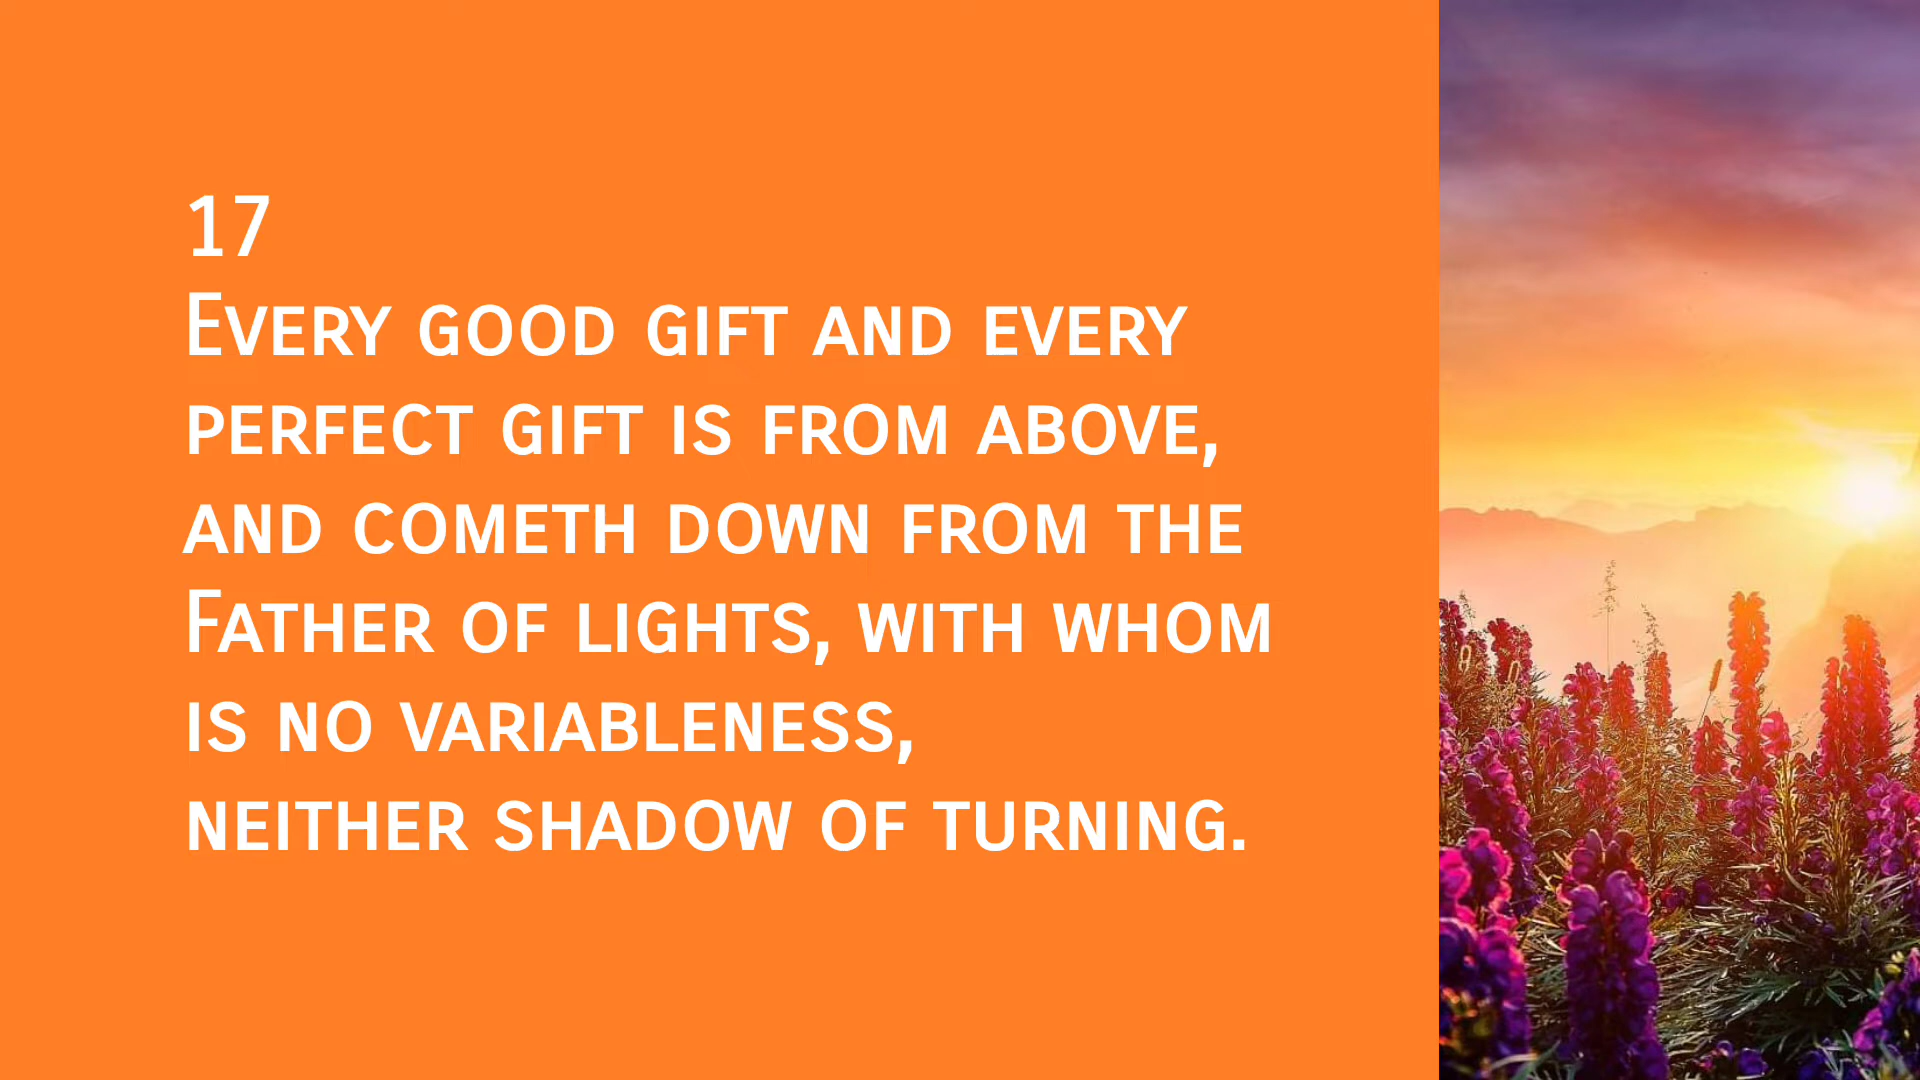 17
Every good gift and every
perfect gift is from above,
and cometh down from the
Father of lights, with whom
is no variableness,
neither shadow of turning.